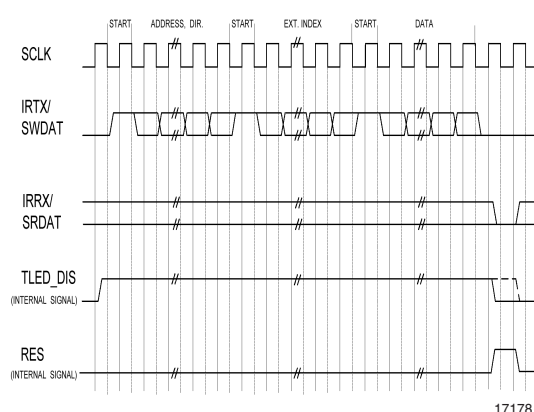 START ADDRESS, DIR. START EXT. INDEX START DATA
SCLK
IRTX/
SWDAT
IRRX/
SRDAT
TLED_DIS
(INTERNAL SIGNAL)
RES
(INTERNAL SIGNAL)
17178